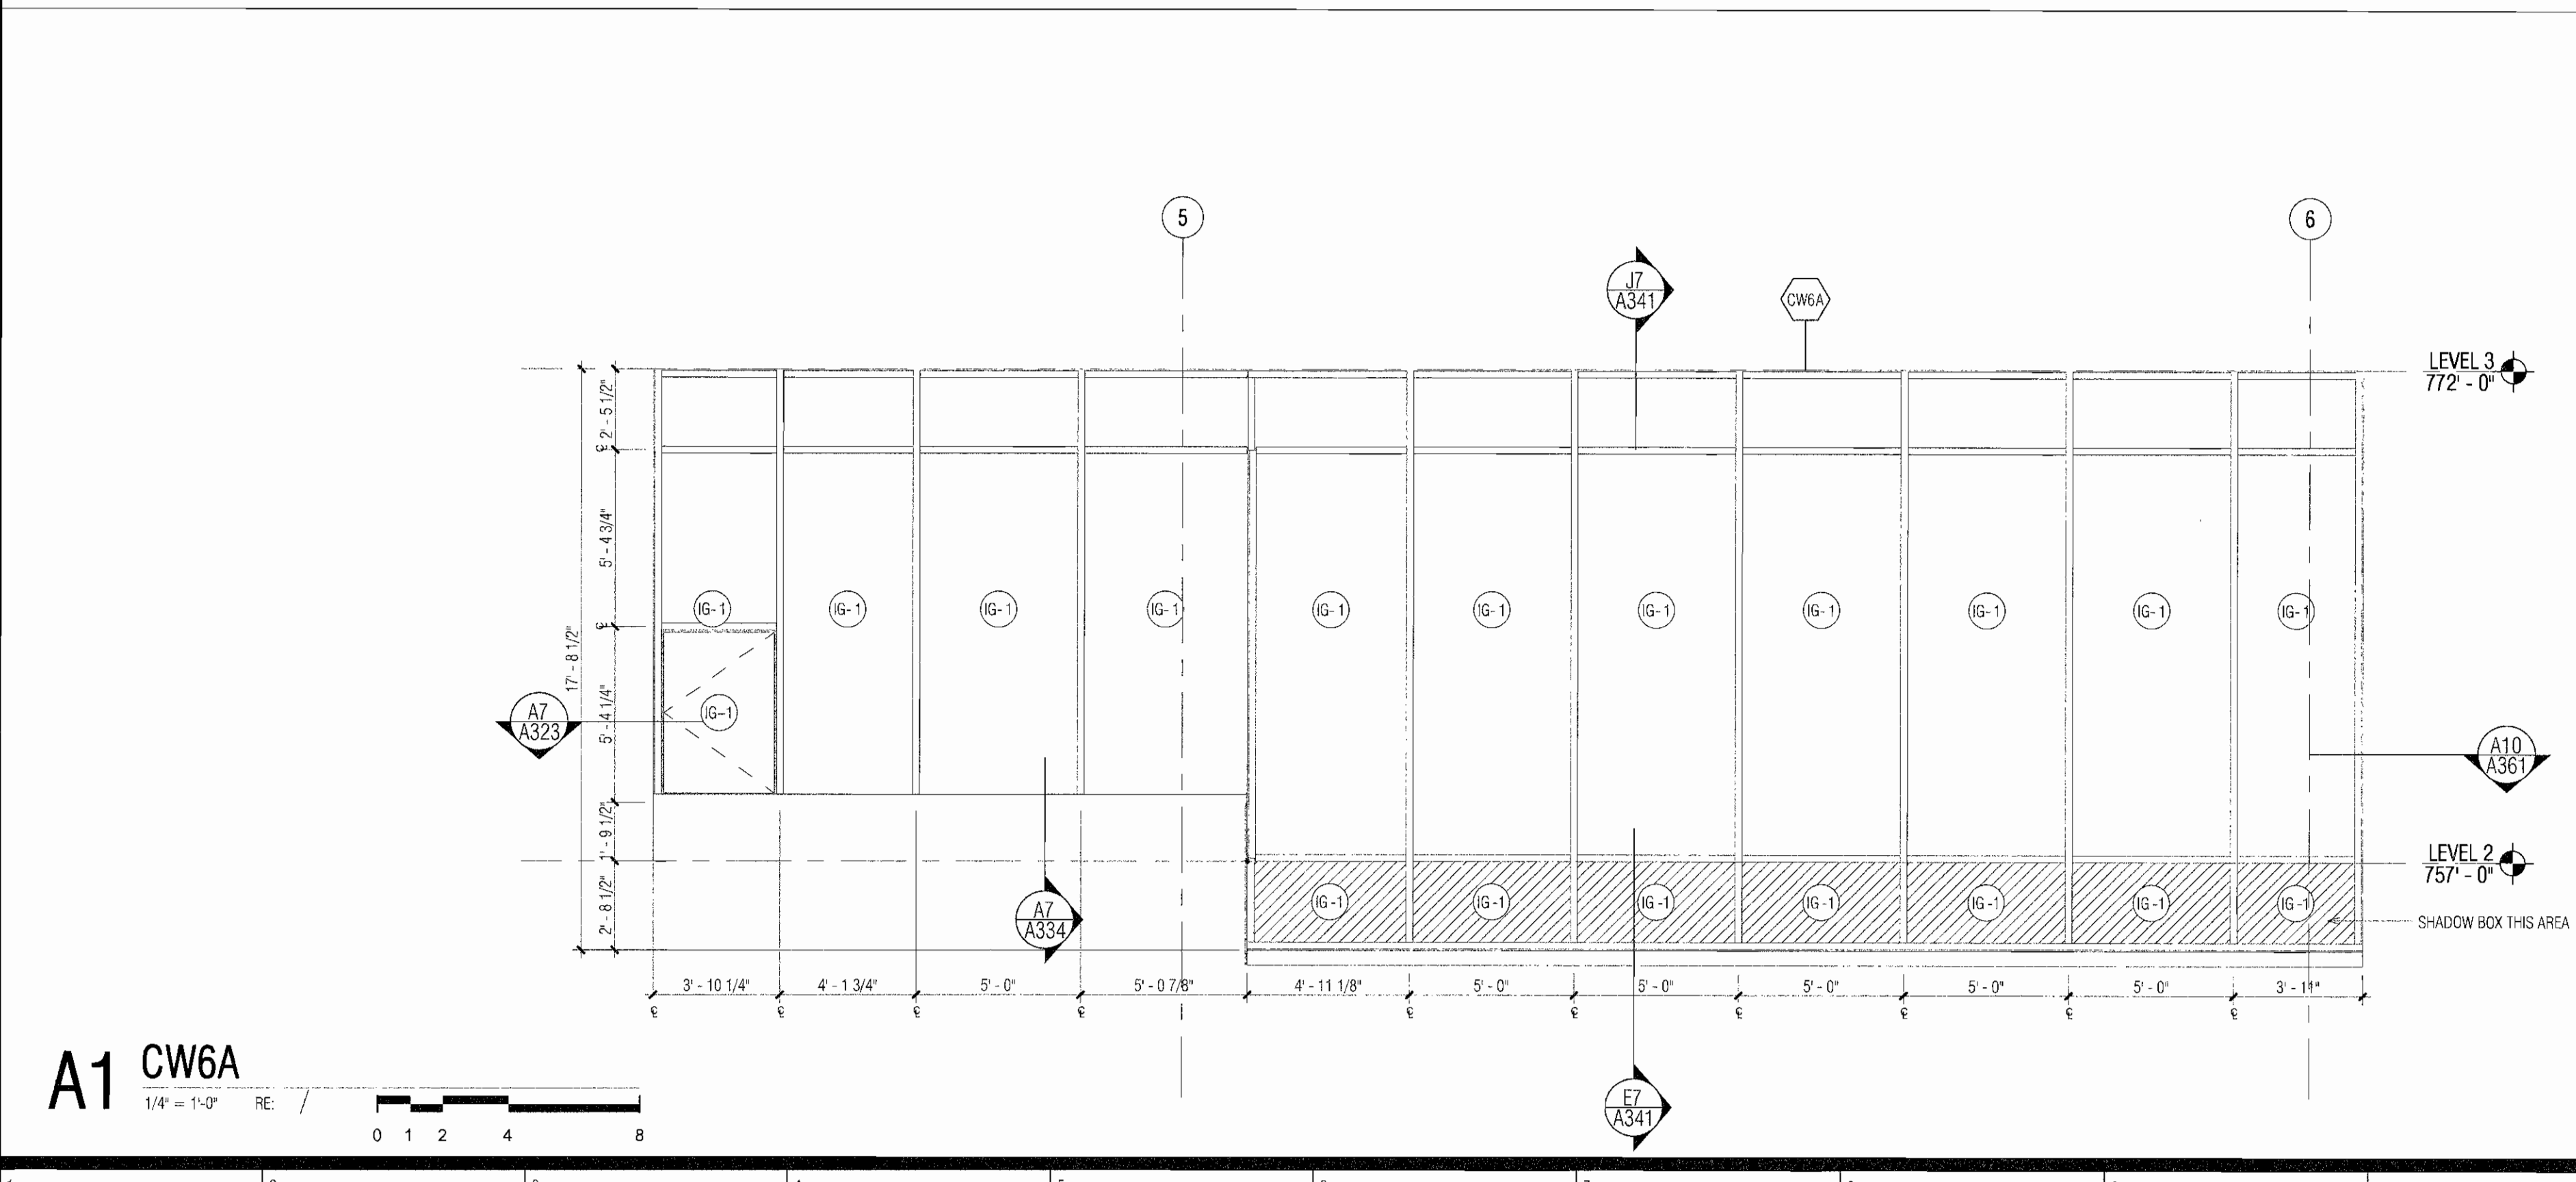 5
6
J7
A341
CW6A
LEVEL 3
772' - 0"
2' - 5 1/2"
5' - 4 3/4"
17' - 8 1/2"
5' - 4 1/4"
1' - 9 1/2"
2' - 8 1/2"
IG-1 IG-1 IG-1 IG-1 IG-1 IG-1 IG-1 IG-1 IG-1 IG-1 IG-1
IG-1
A7
A323
A10
A361
LEVEL 2
757' - 0"
IG-1 IG-1 IG-1 IG-1 IG-1 IG-1 IG-1
SHADOW BOX THIS AREA
A7
A334
3' - 10 1/4" 4' - 1 3/4" 5' - 0" 5' - 0 7/8" 4' - 11 1/8" 5' - 0" 5' - 0" 5' - 0" 5' - 0" 5' - 0" 3' - 11"
E7
A341
A1 CW6A
1/4" = 1'-0" RE: /
0 1 2 4 8